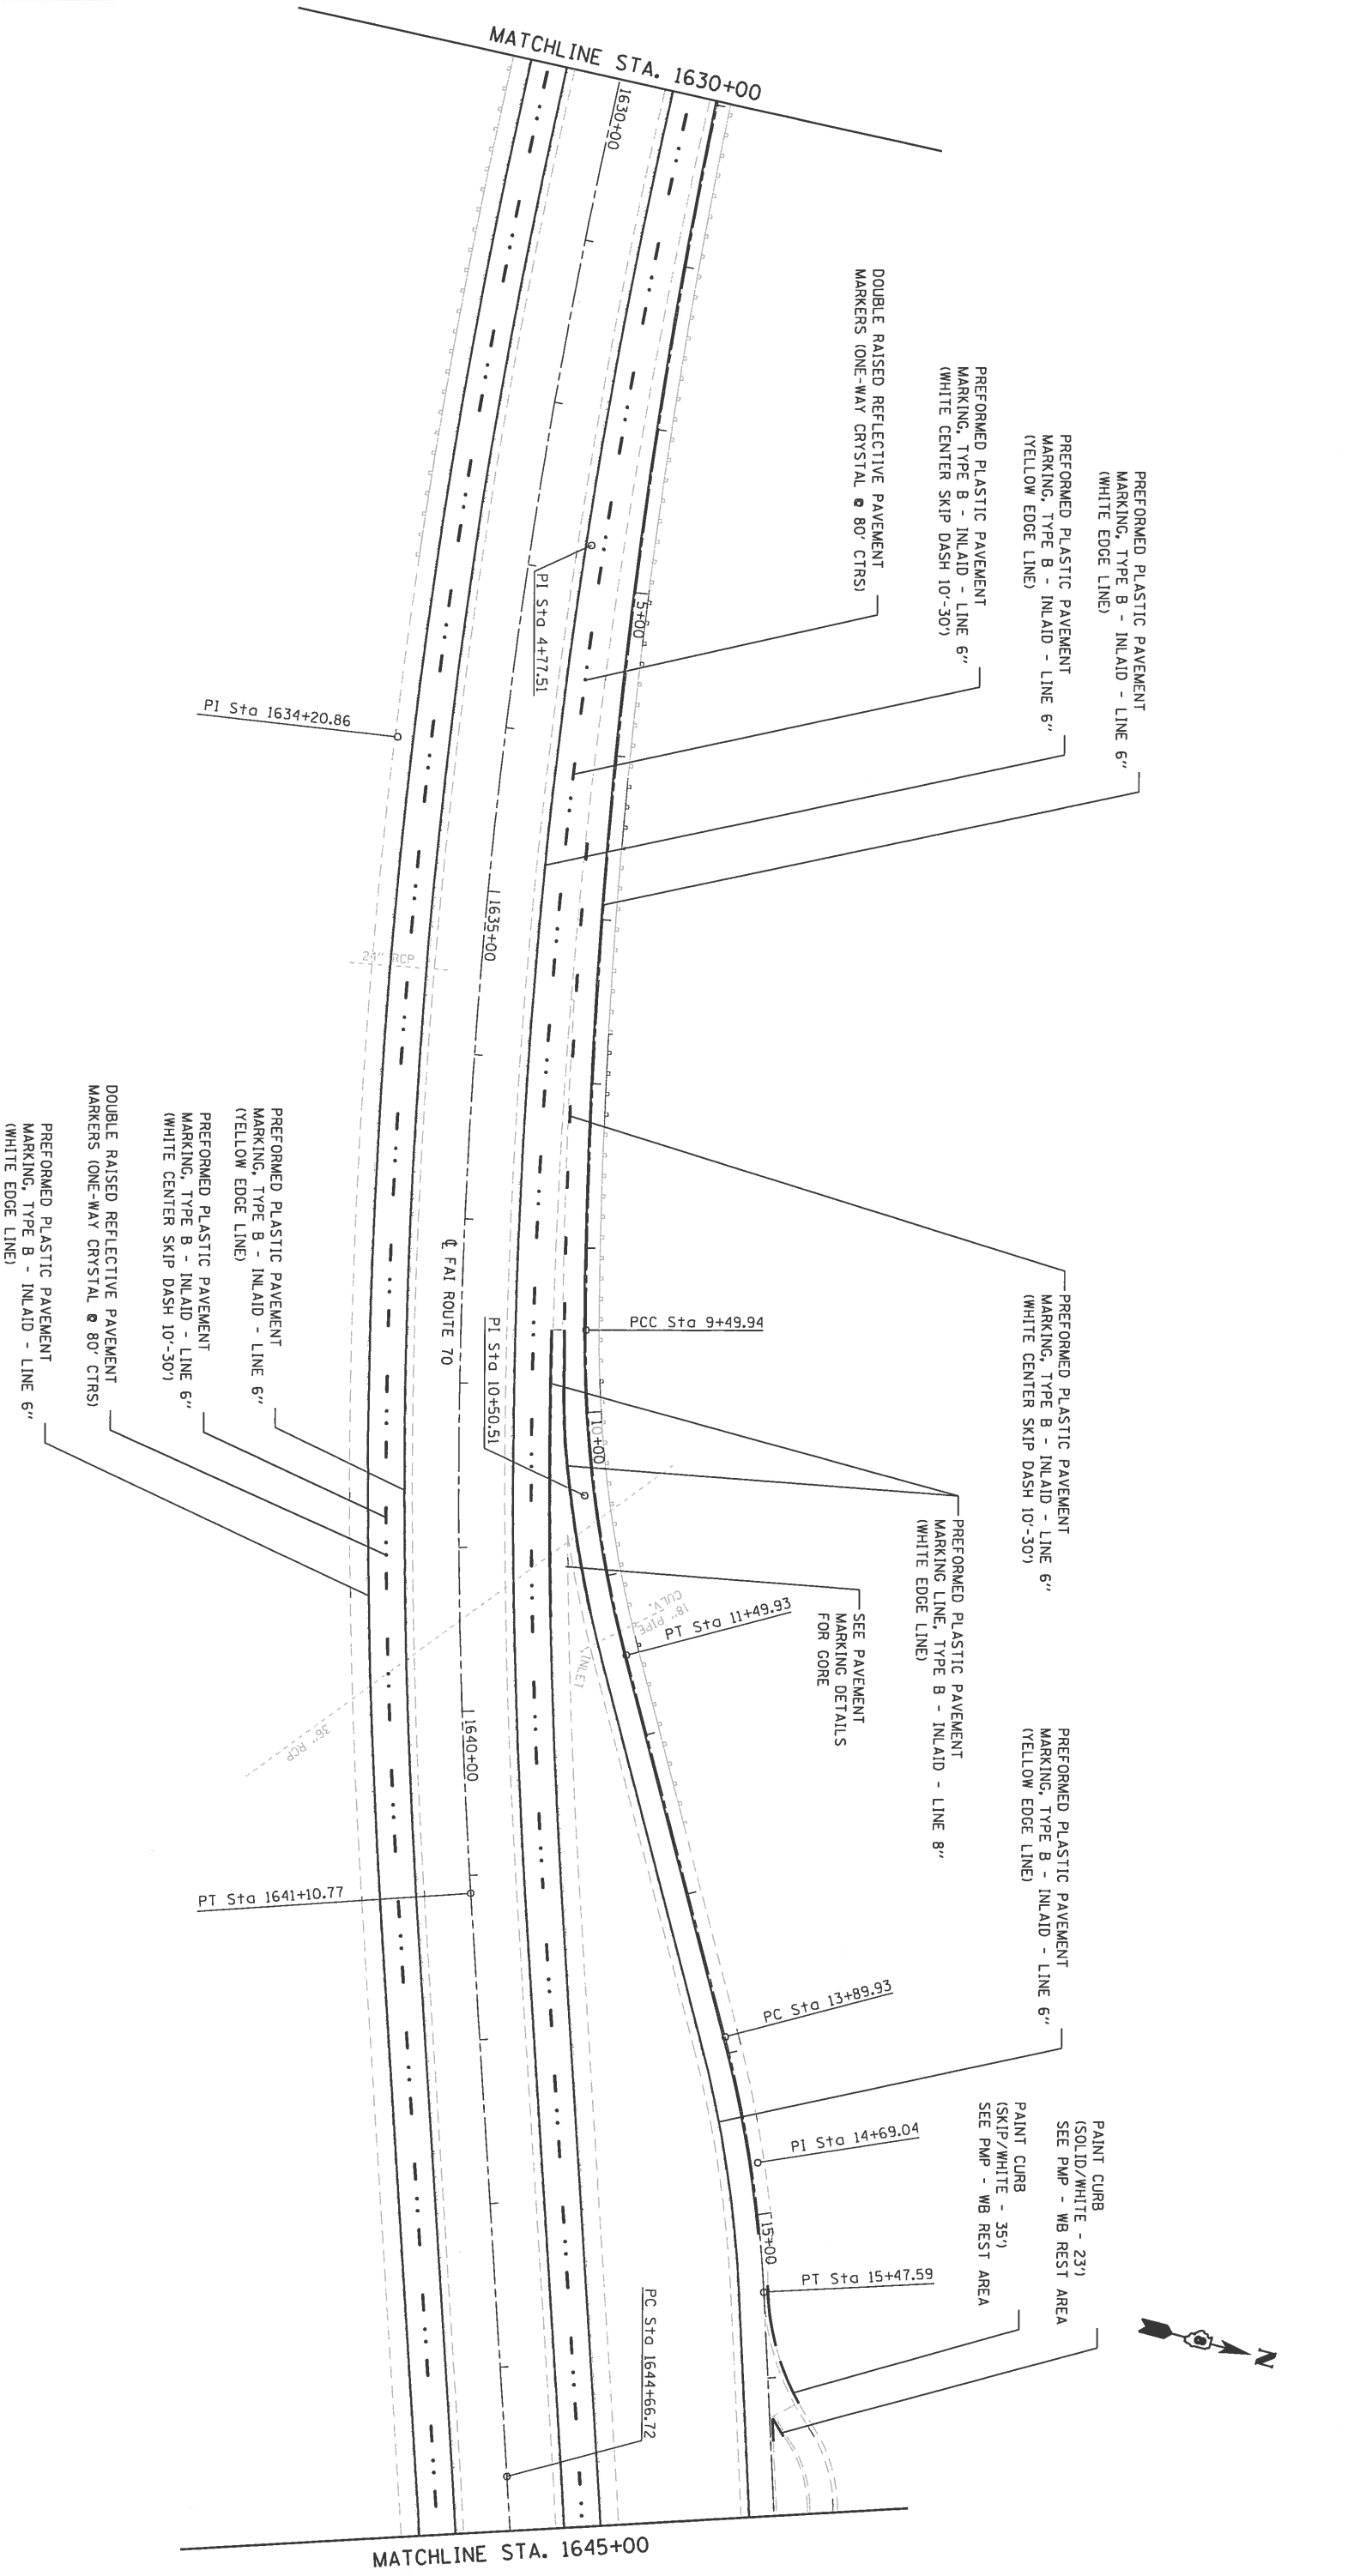 MATCHLINE STA. 1630+00
1630+00
DOUBLE RAISED REFLECTIVE PAVEMENT
MARKERS (ONE-WAY CRYSTAL @ 80' CTRS)
PREFORMED PLASTIC PAVEMENT
MARKING, TYPE B - INLAID - LINE 6"
(WHITE CENTER SKIP DASH 10'-30')
PREFORMED PLASTIC PAVEMENT
MARKING, TYPE B - INLAID - LINE 6"
(YELLOW EDGE LINE)
PREFORMED PLASTIC PAVEMENT
MARKING, TYPE B - INLAID - LINE 6"
(WHITE EDGE LINE)
PI Sta 4+77.51
5+00
PI Sta 1634+20.86
1635+00
24" RCP
PREFORMED PLASTIC PAVEMENT
MARKING, TYPE B - INLAID - LINE 6"
(WHITE CENTER SKIP DASH 10'-30')
PREFORMED PLASTIC PAVEMENT
MARKING, TYPE B - INLAID - LINE 6"
(YELLOW EDGE LINE)
PREFORMED PLASTIC PAVEMENT
MARKING, TYPE B - INLAID - LINE 6"
(WHITE CENTER SKIP DASH 10'-30')
DOUBLE RAISED REFLECTIVE PAVEMENT
MARKERS (ONE-WAY CRYSTAL @ 80' CTRS)
PREFORMED PLASTIC PAVEMENT
MARKING, TYPE B - INLAID - LINE 6"
(WHITE EDGE LINE)
℄ FAI ROUTE 70
PCC Sta 9+49.94
PI Sta 10+50.51
10+00
PREFORMED PLASTIC PAVEMENT
MARKING LINE, TYPE B - INLAID - LINE 8"
(WHITE EDGE LINE)
SEE PAVEMENT
MARKING DETAILS
FOR GORE
18" PIPE
CULV.
PT Sta 11+49.93
INLET
36" RCP
1640+00
PREFORMED PLASTIC PAVEMENT
MARKING, TYPE B - INLAID - LINE 6"
(YELLOW EDGE LINE)
PT Sta 1641+10.77
PC Sta 13+89.93
PI Sta 14+69.04
PAINT CURB
(SKIP/WHITE - 35')
SEE PMP - WB REST AREA
PAINT CURB
(SOLID/WHITE - 23')
SEE PMP - WB REST AREA
15+00
PT Sta 15+47.59
PC Sta 1644+66.72
N
MATCHLINE STA. 1645+00